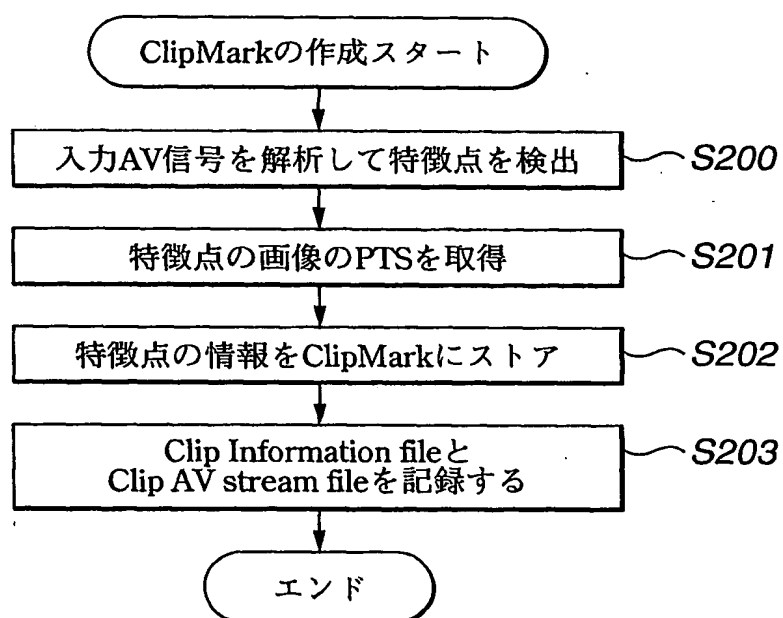 ClipMarkの作成スタート
入力AV信号を解析して特徴点を検出
S200
特徴点の画像のPTSを取得
S201
特徴点の情報をClipMarkにストア
S202
Clip Information fileと
Clip AV stream fileを記録する
S203
エンド